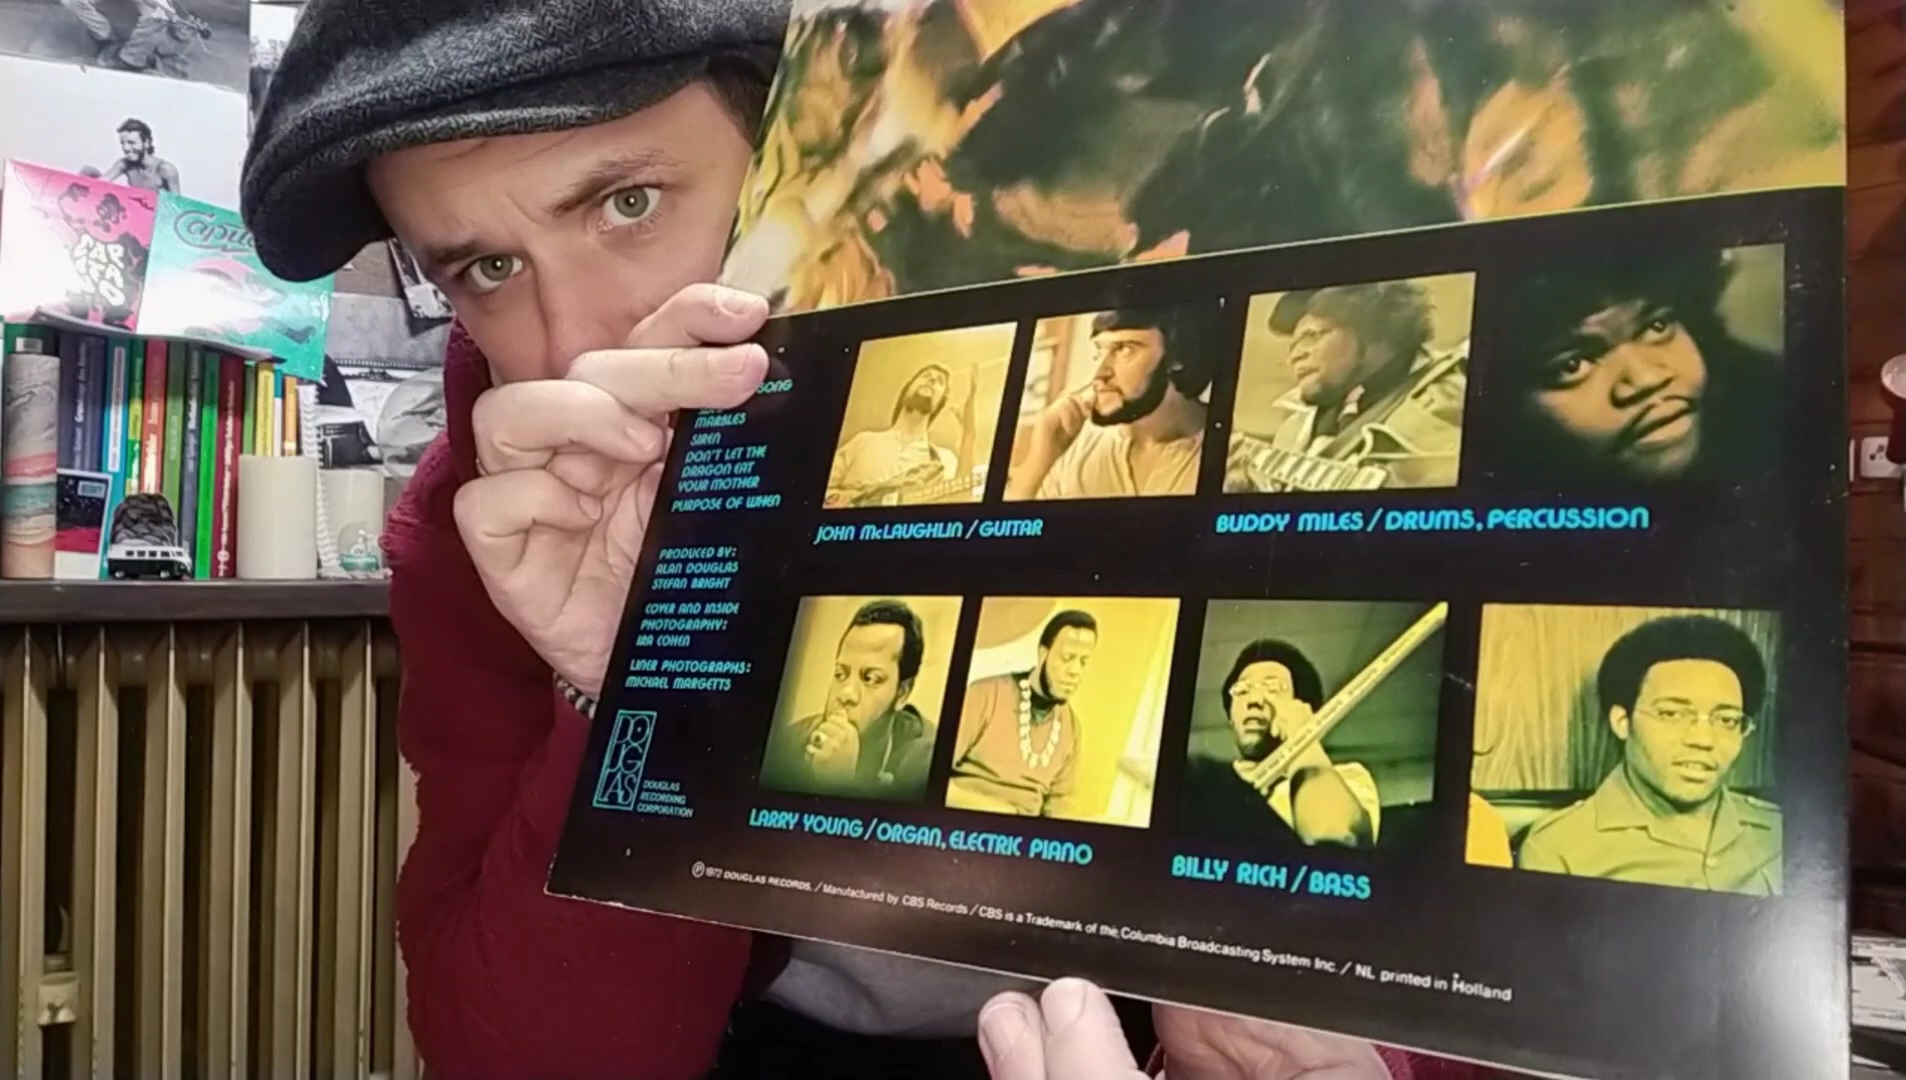 SONG
MARBLES
SIREN
DON'T LET THE
DRAGON EAT
YOUR MOTHER
PURPOSE OF WHEN
PRODUCED BY:
ALAN DOUGLAS
STEFAN BRIGHT
COVER AND INSIDE
PHOTOGRAPHY:
IRA COHEN
LINER PHOTOGRAPHS:
MICHAEL MARGETTS
DOUGLAS
DOUGLAS
RECORDING
CORPORATION
JOHN McLAUGHLIN / GUITAR
BUDDY MILES / DRUMS, PERCUSSION
LARRY YOUNG / ORGAN, ELECTRIC PIANO
BILLY RICH / BASS
Ⓟ 1972 DOUGLAS RECORDS. / Manufactured by CBS Records / CBS is a Trademark of the Columbia Broadcasting System Inc. / NL printed in Holland